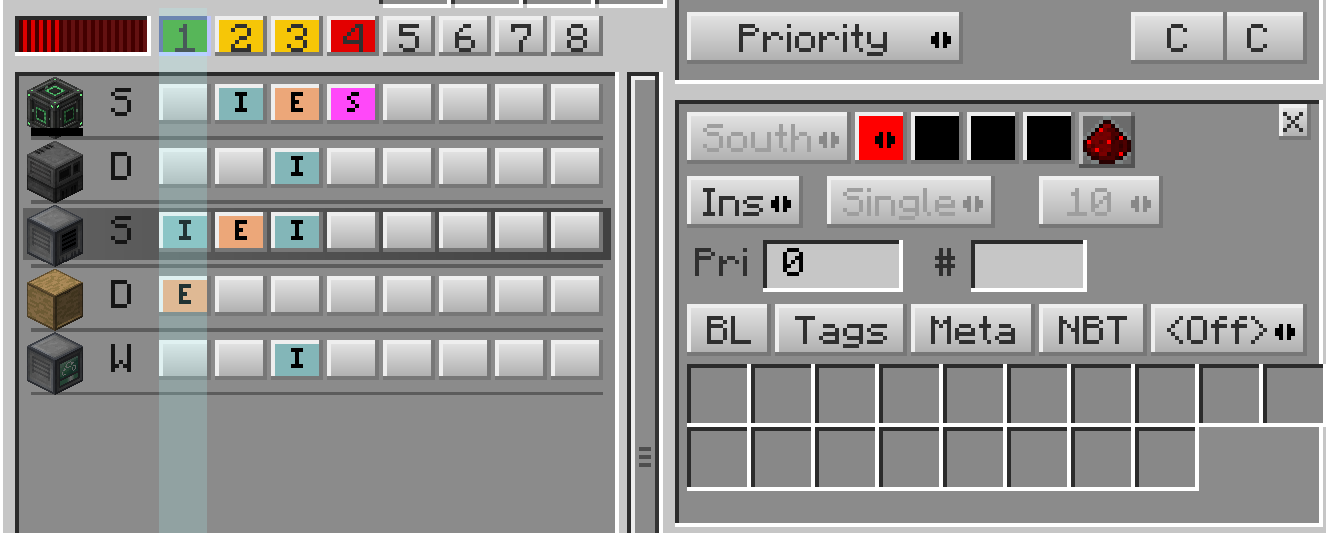 1 2 3 4 5 6 7 8
S I E S
D I
S I E I
D E
W I
Priority C C
South X
Ins Single 10
Pri 0 #
BL Tags Meta NBT <Off>